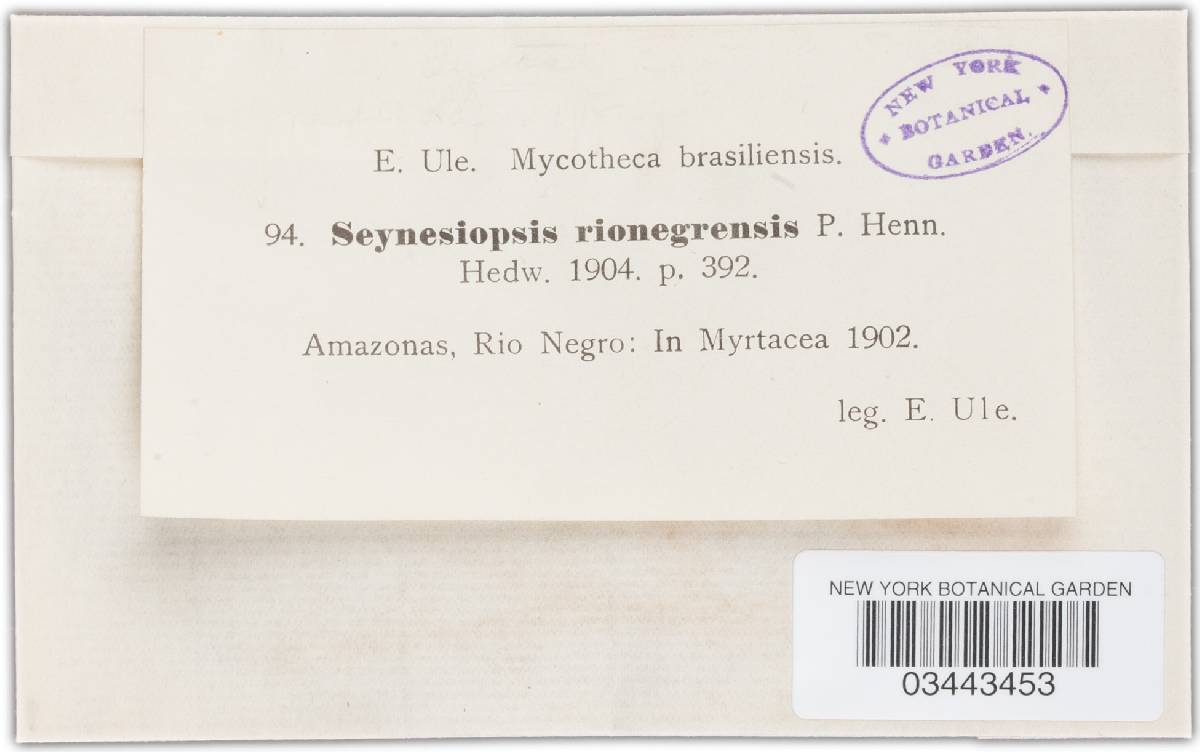 NEW YORK
* BOTANICAL *
GARDEN.
E. Ule. Mycotheca brasiliensis.
94. Seynesiopsis rionegrensis P. Henn.
Hedw. 1904. p. 392.
Amazonas, Rio Negro: In Myrtacea 1902.
leg. E. Ule.
NEW YORK BOTANICAL GARDEN
03443453